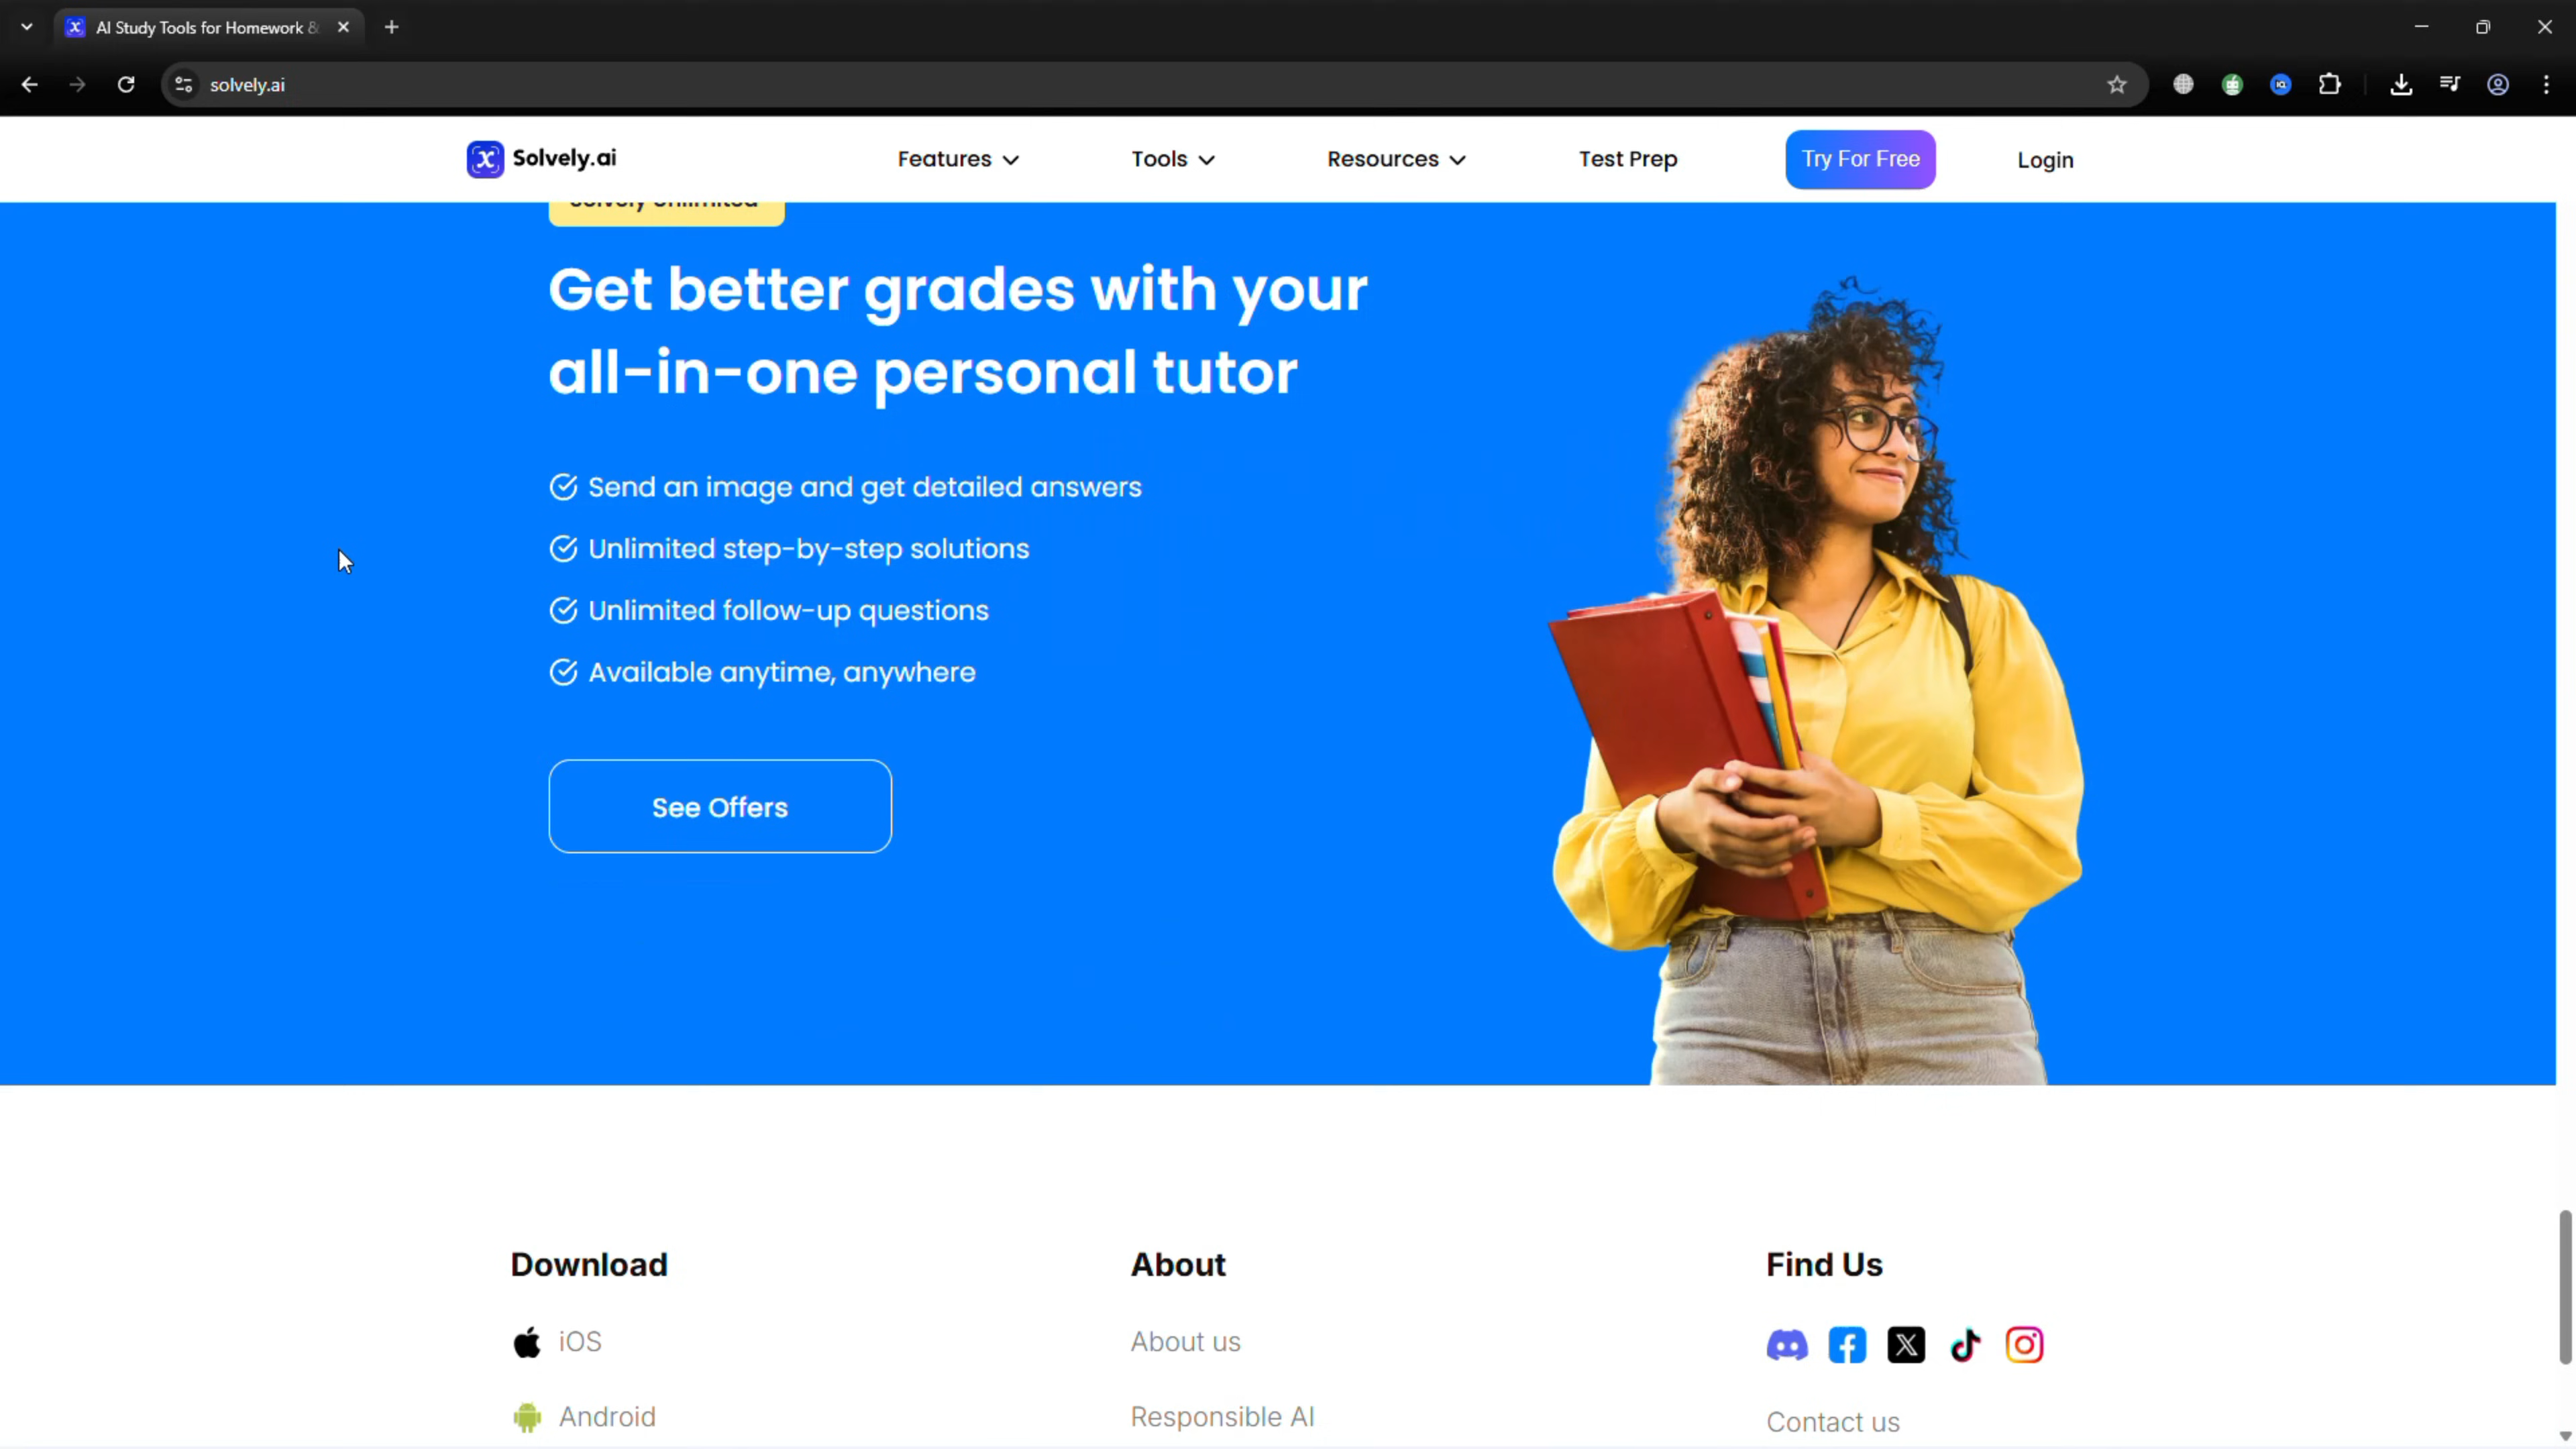 AI Study Tools for Homework &
solvely.ai
Solvely.ai
Features
Tools
Resources
Test Prep
Try For Free
Login
Solvely Unlimited
Get better grades with your
all-in-one personal tutor
Send an image and get detailed answers
Unlimited step-by-step solutions
Unlimited follow-up questions
Available anytime, anywhere
See Offers
Download
About
Find Us
iOS
About us
Android
Responsible AI
Contact us